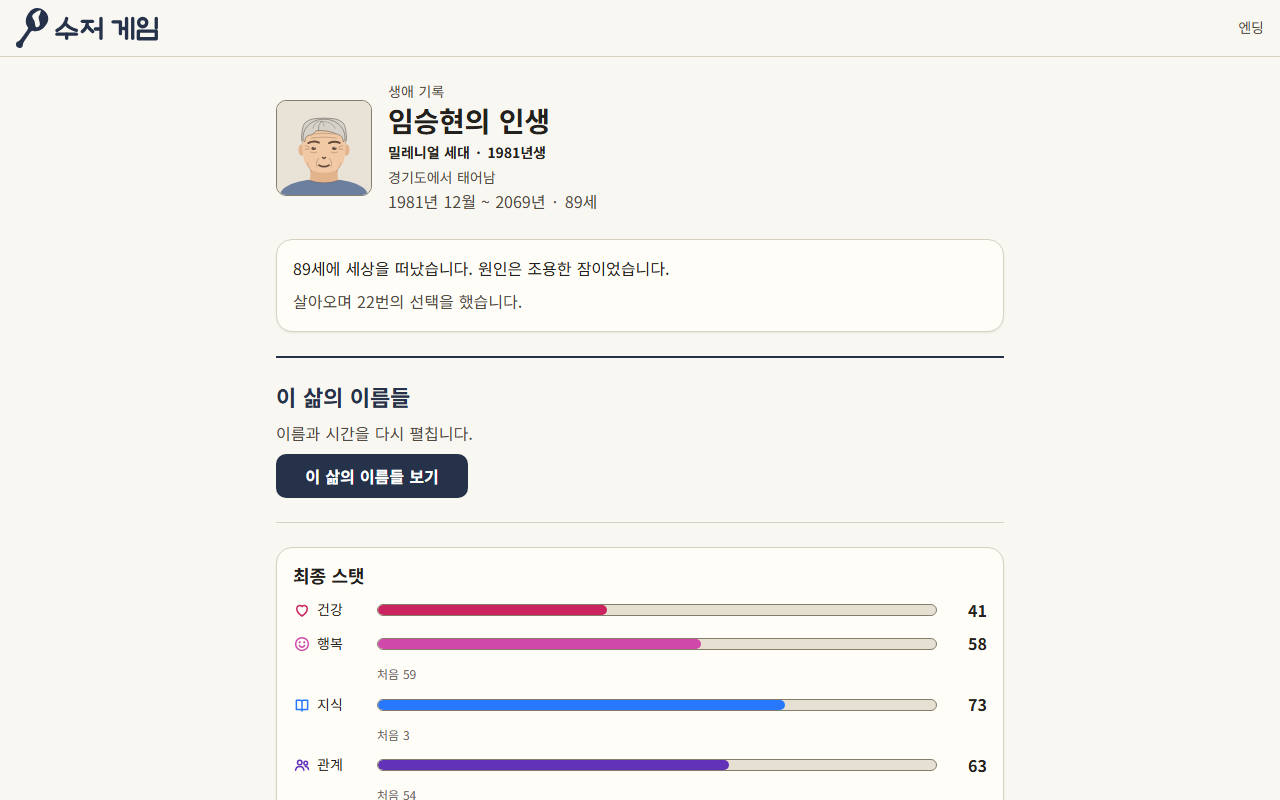 수저 게임
엔딩
생애 기록
임승현의 인생
밀레니얼 세대 · 1981년생
경기도에서 태어남
1981년 12월 ~ 2069년 · 89세
89세에 세상을 떠났습니다. 원인은 조용한 잠이었습니다.
살아오며 22번의 선택을 했습니다.
이 삶의 이름들
이름과 시간을 다시 펼칩니다.
이 삶의 이름들 보기
최종 스탯
건강 41
행복 58
처음 59
지식 73
처음 3
관계 63
처음 54